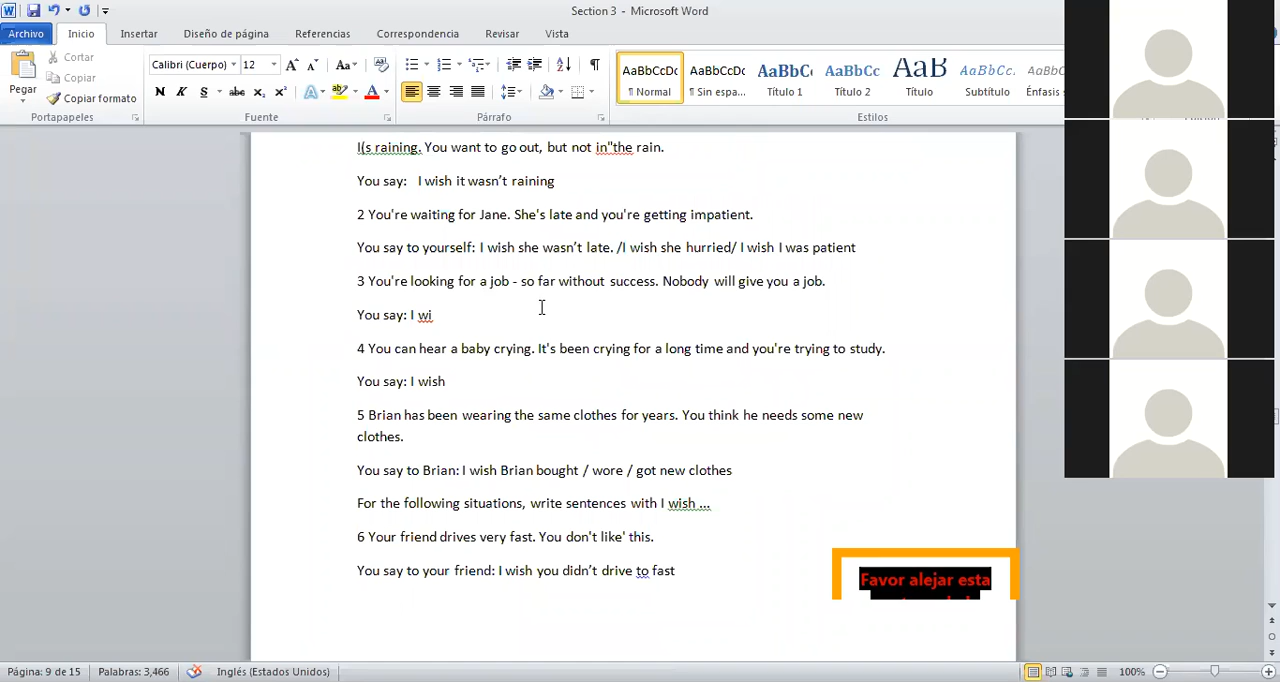 Section 3 - Microsoft Word
Archivo Inicio Insertar Diseño de página Referencias Correspondencia Revisar Vista
Pegar
Cortar
Copiar
Copiar formato
Portapapeles
Calibri (Cuerpo) 12
Fuente
Párrafo
AaBbCcDc AaBbCcDc AaBbC AaBbCc AaB AaBbCc. AaBbC
¶ Normal ¶ Sin espa... Título 1 Título 2 Título Subtítulo Énfasis
Estilos
I(s raining. You want to go out, but not in"the rain.
You say: I wish it wasn’t raining
2 You're waiting for Jane. She's late and you're getting impatient.
You say to yourself: I wish she wasn’t late. /I wish she hurried/ I wish I was patient
3 You're looking for a job - so far without success. Nobody will give you a job.
You say: I wi
4 You can hear a baby crying. It's been crying for a long time and you're trying to study.
You say: I wish
5 Brian has been wearing the same clothes for years. You think he needs some new
clothes.
You say to Brian: I wish Brian bought / wore / got new clothes
For the following situations, write sentences with I wish ...
6 Your friend drives very fast. You don't like' this.
You say to your friend: I wish you didn’t drive to fast
Favor alejar esta
Página: 9 de 15 Palabras: 3,466 Inglés (Estados Unidos) 100%